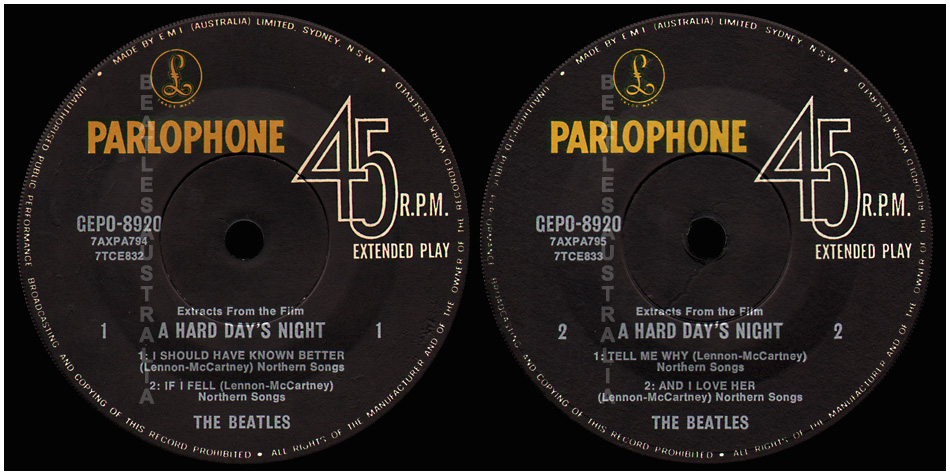 MADE BY E M I (AUSTRALIA) LIMITED, SYDNEY, N S W
UNAUTHORISED PUBLIC PERFORMANCE BROADCASTING AND COPYING OF THIS RECORD PROHIBITED • ALL RIGHTS OF THE MANUFACTURER AND OF THE OWNER OF THE RECORDED WORK RESERVED
£
TRADE MARK
PARLOPHONE
45
R.P.M.
EXTENDED PLAY
GEPO-8920
7AXPA794
7TCE832
Extracts From the Film
1 A HARD DAY'S NIGHT 1
1: I SHOULD HAVE KNOWN BETTER
(Lennon-McCartney) Northern Songs
2: IF I FELL (Lennon-McCartney)
Northern Songs
THE BEATLES
BEATLESAUSTRALIA
MADE BY E M I (AUSTRALIA) LIMITED, SYDNEY, N S W
UNAUTHORISED PUBLIC PERFORMANCE BROADCASTING AND COPYING OF THIS RECORD PROHIBITED • ALL RIGHTS OF THE MANUFACTURER AND OF THE OWNER OF THE RECORDED WORK RESERVED
£
TRADE MARK
PARLOPHONE
45
R.P.M.
EXTENDED PLAY
GEPO-8920
7AXPA795
7TCE833
Extracts From the Film
2 A HARD DAY'S NIGHT 2
1: TELL ME WHY (Lennon-McCartney)
Northern Songs
2: AND I LOVE HER
(Lennon-McCartney) Northern Songs
THE BEATLES
BEATLESAUSTRALIA